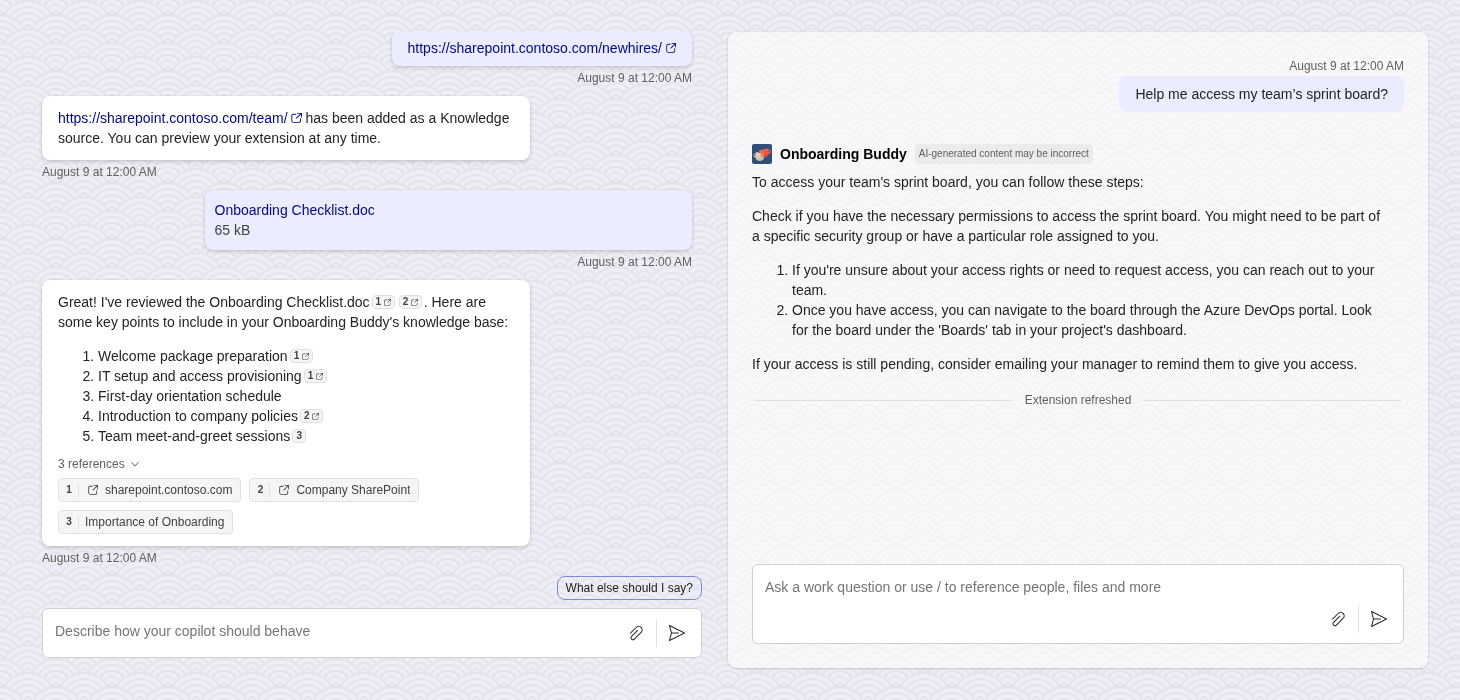 https://sharepoint.contoso.com/newhires/
August 9 at 12:00 AM
https://sharepoint.contoso.com/team/ has been added as a Knowledge
source. You can preview your extension at any time.
August 9 at 12:00 AM
Onboarding Checklist.doc
65 kB
August 9 at 12:00 AM
Great! I've reviewed the Onboarding Checklist.doc 1 2 . Here are
some key points to include in your Onboarding Buddy's knowledge base:
1. Welcome package preparation 1
2. IT setup and access provisioning 1
3. First-day orientation schedule
4. Introduction to company policies 2
5. Team meet-and-greet sessions 3
3 references
1 sharepoint.contoso.com 2 Company SharePoint
3 Importance of Onboarding
August 9 at 12:00 AM
What else should I say?
Describe how your copilot should behave
August 9 at 12:00 AM
Help me access my team’s sprint board?
Onboarding Buddy AI-generated content may be incorrect
To access your team's sprint board, you can follow these steps:
Check if you have the necessary permissions to access the sprint board. You might need to be part of
a specific security group or have a particular role assigned to you.
1. If you're unsure about your access rights or need to request access, you can reach out to your
team.
2. Once you have access, you can navigate to the board through the Azure DevOps portal. Look
for the board under the 'Boards' tab in your project's dashboard.
If your access is still pending, consider emailing your manager to remind them to give you access.
Extension refreshed
Ask a work question or use / to reference people, files and more